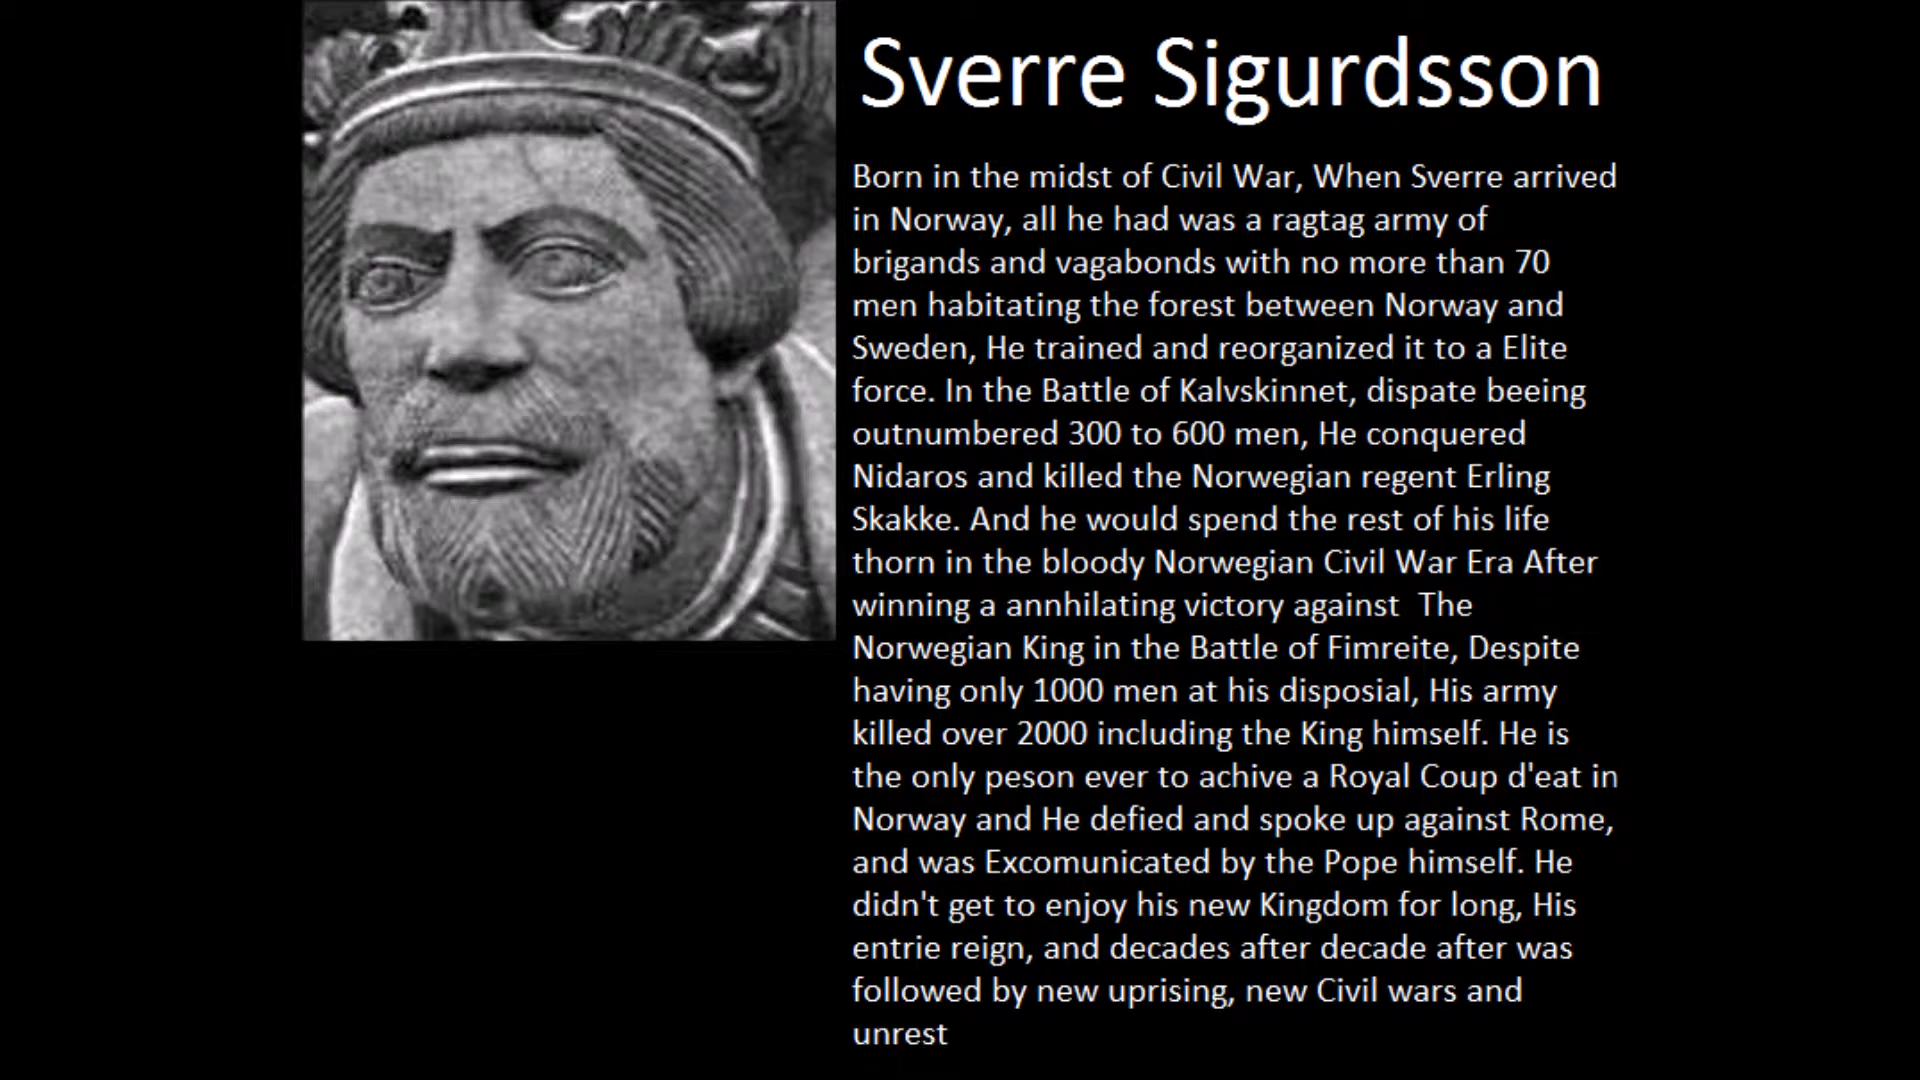 Sverre Sigurdsson
Born in the midst of Civil War, When Sverre arrived
in Norway, all he had was a ragtag army of
brigands and vagabonds with no more than 70
men habitating the forest between Norway and
Sweden, He trained and reorganized it to a Elite
force. In the Battle of Kalvskinnet, dispate beeing
outnumbered 300 to 600 men, He conquered
Nidaros and killed the Norwegian regent Erling
Skakke. And he would spend the rest of his life
thorn in the bloody Norwegian Civil War Era After
winning a annhilating victory against  The
Norwegian King in the Battle of Fimreite, Despite
having only 1000 men at his disposial, His army
killed over 2000 including the King himself. He is
the only peson ever to achive a Royal Coup d'eat in
Norway and He defied and spoke up against Rome,
and was Excomunicated by the Pope himself. He
didn't get to enjoy his new Kingdom for long, His
entrie reign, and decades after decade after was
followed by new uprising, new Civil wars and
unrest